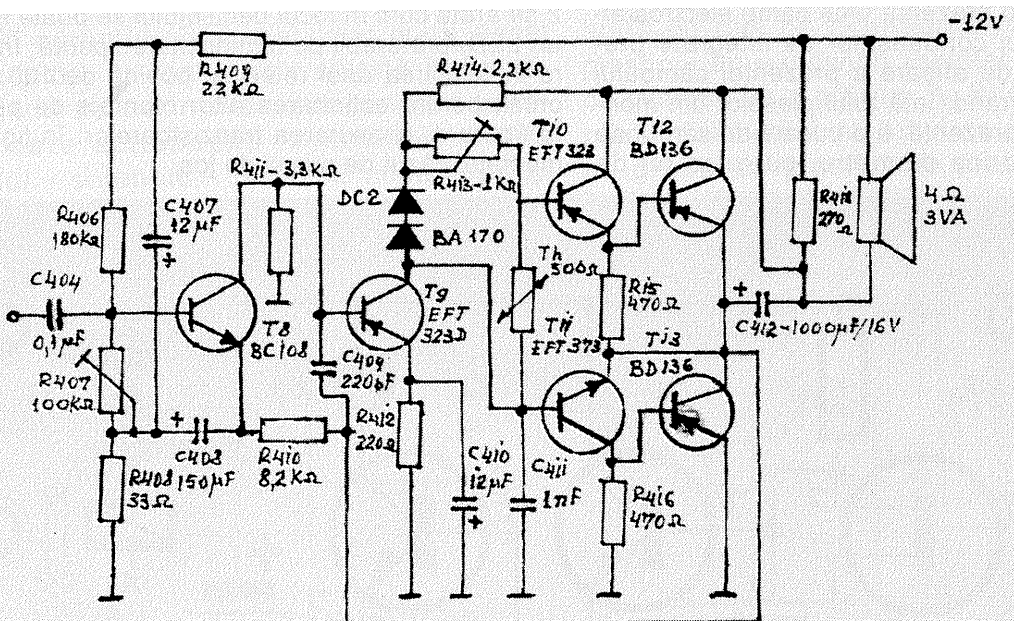 -12V
R409
22KΩ
R414-2,2KΩ
T10
EFT323
T12
BD136
R413-1KΩ
R411-3,3KΩ
DC2
BA170
R406
180KΩ
C407
12µF
C404
0,1µF
T8
BC108
T9
EFT
323D
Th
500Ω
R15
470Ω
R418
270
Ω
4Ω
3VA
C412-1000µF/16V
T11
EFT373
T13
BD136
R407
100KΩ
C409
220pF
R412
220Ω
R408
33Ω
C408
150µF
R410
8,2KΩ
C410
12µF
C411
1nF
R416
470Ω